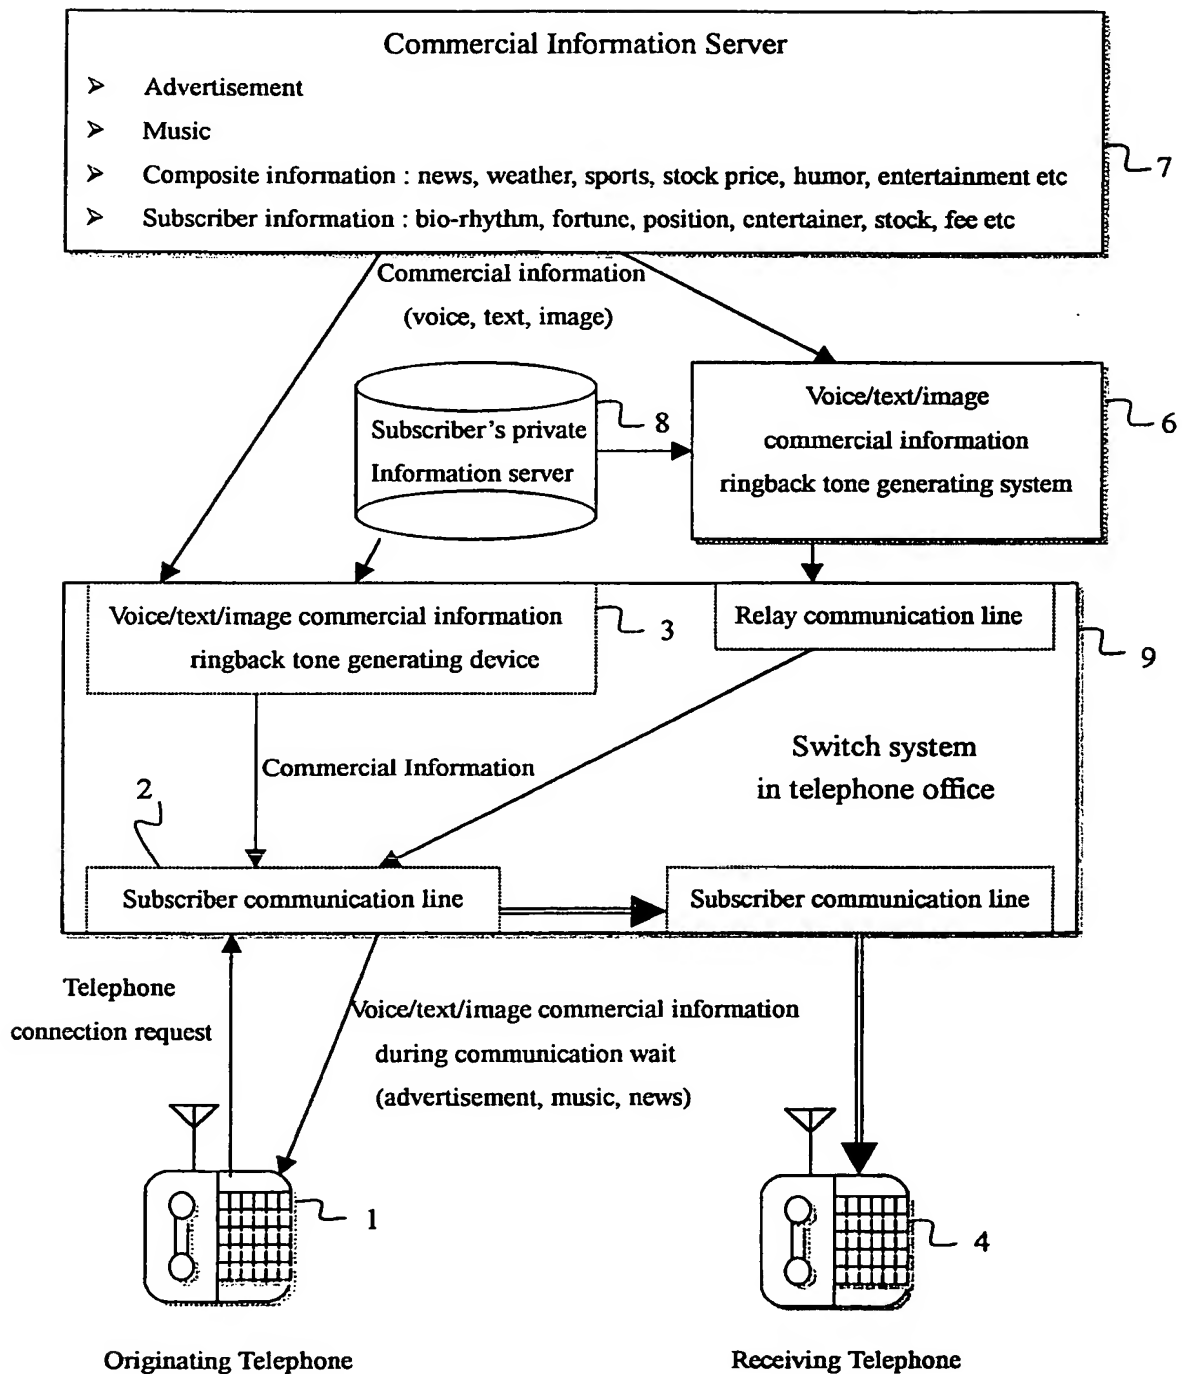 Commercial Information Server
➢ Advertisement
➢ Music
➢ Composite information : news, weather, sports, stock price, humor, entertainment etc
➢ Subscriber information : bio-rhythm, fortune, position, entertainer, stock, fee etc
7
Commercial information
(voice, text, image)
Subscriber's private
Information server
8
Voice/text/image
commercial information
ringback tone generating system
6
Voice/text/image commercial information
ringback tone generating device
3
Relay communication line
9
Switch system
in telephone office
Commercial Information
2
Subscriber communication line
Subscriber communication line
Telephone
connection request
Voice/text/image commercial information
during communication wait
(advertisement, music, news)
1
4
Originating Telephone
Receiving Telephone